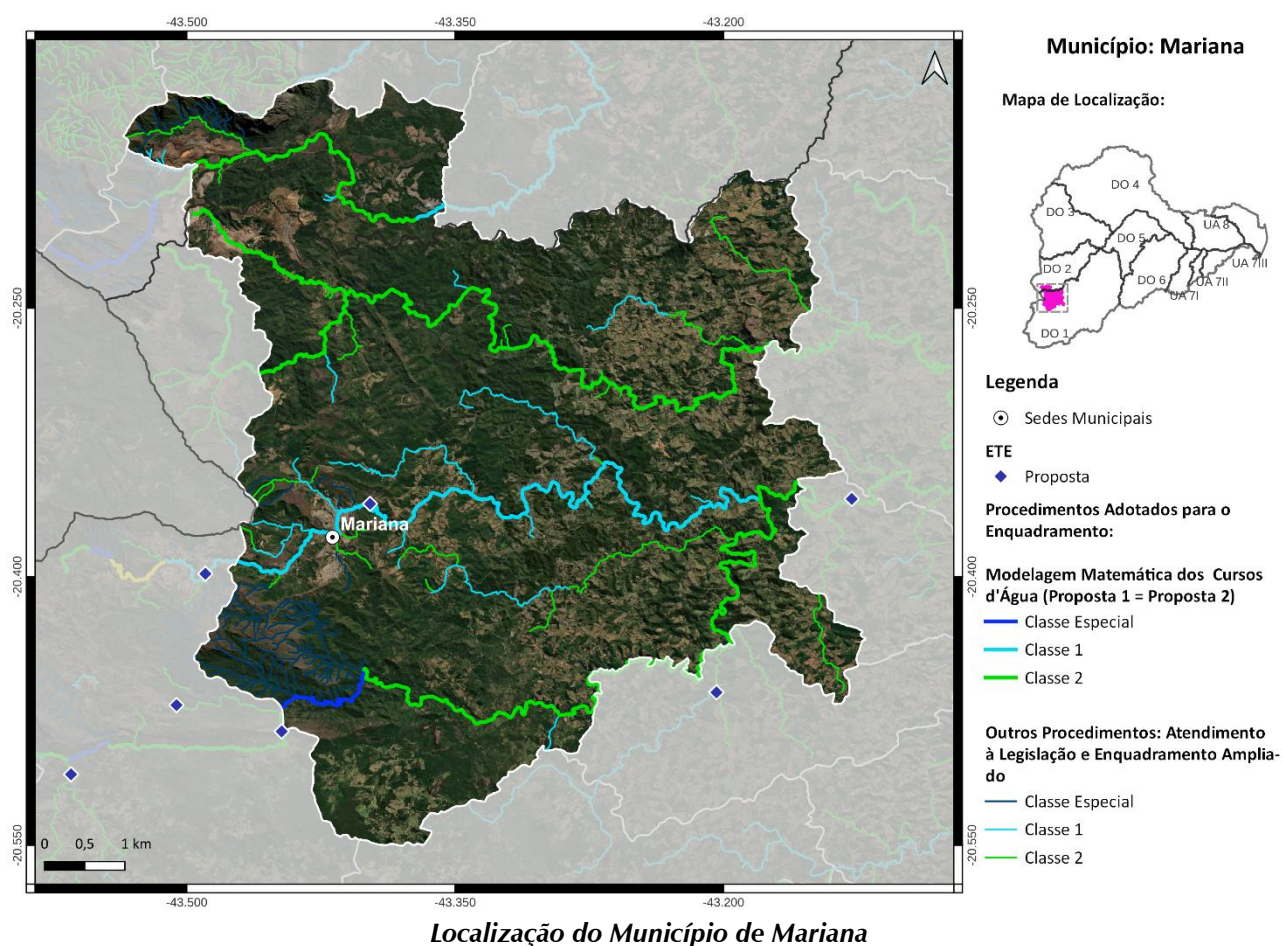 -43.500
-43.350
-43.200
Município: Mariana
Mapa de Localização:
DO 4
DO 3
UA 8
DO 5
UA 7III
DO 2
DO 6
UA 7II
UA 7I
DO 1
-20.250
-20.250
Legenda
Sedes Municipais
ETE
Proposta
Mariana
Procedimentos Adotados para o
Enquadramento:
-20.400
-20.400
Modelagem Matemática dos Cursos
d'Água (Proposta 1 = Proposta 2)
Classe Especial
Classe 1
Classe 2
Outros Procedimentos: Atendimento
à Legislação e Enquadramento Amplia-
do
Classe Especial
Classe 1
Classe 2
0 0,5 1 km
-20.550
-20.550
-43.500
-43.350
-43.200
Localização do Município de Mariana